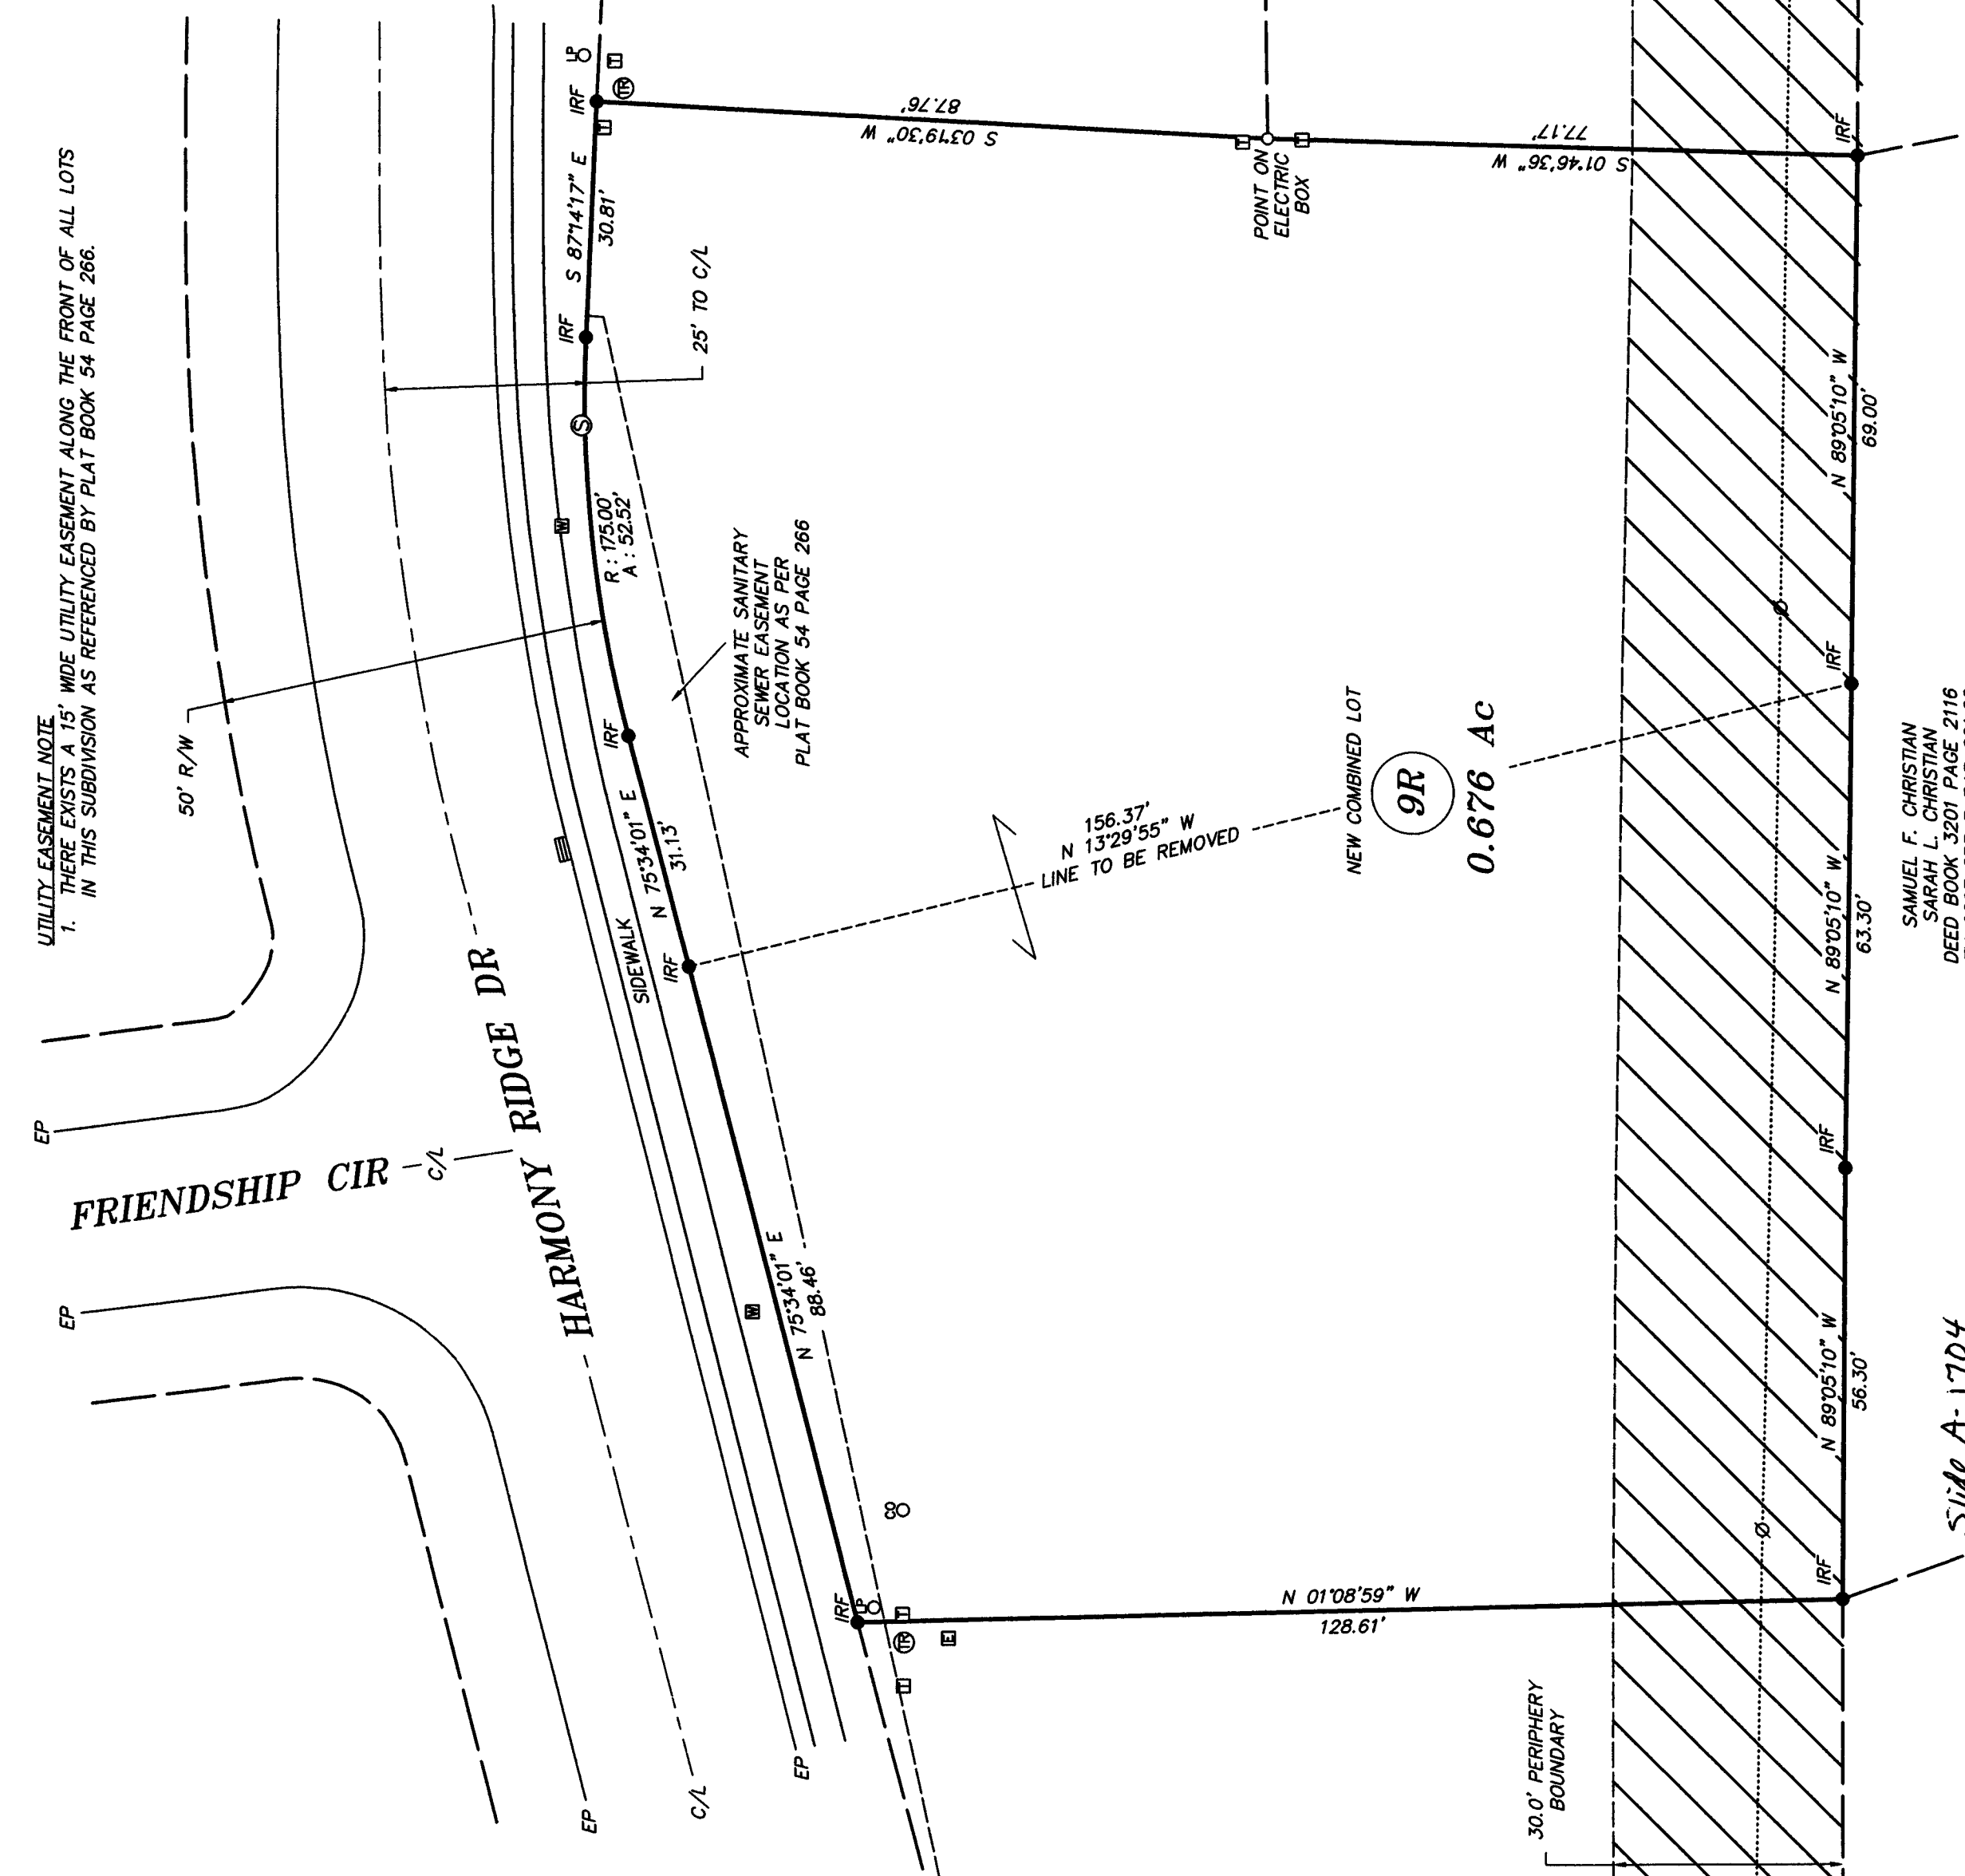 UTILITY EASEMENT NOTE
1. THERE EXISTS A 15' WIDE UTILITY EASEMENT ALONG THE FRONT OF ALL LOTS
IN THIS SUBDIVISION AS REFERENCED BY PLAT BOOK 54 PAGE 266.
50' R/W
EP
EP
FRIENDSHIP CIR
C/L
HARMONY RIDGE DR
EP
C/L
EP
SIDEWALK
W
W
S
25' TO C/L
LP
T
TR
T
IRF
S 87°14'17" E
30.81'
IRF
R : 175.00'
A : 52.52'
IRF
N 75°34'01" E
31.13'
IRF
N 75°34'01" E
88.46'
IRF
LP
T
TR
E
T
8
APPROXIMATE SANITARY
SEWER EASEMENT
LOCATION AS PER
PLAT BOOK 54 PAGE 266
S 03°19'30" W
87.76'
T
POINT ON
ELECTRIC
BOX
T
S 01°46'36" W
77.17'
IRF
156.37'
N 13°29'55" W
LINE TO BE REMOVED
NEW COMBINED LOT
9R
0.676 Ac
N 01°08'59" W
128.61'
30.0' PERIPHERY
BOUNDARY
N 89°05'10" W
69.00'
IRF
N 89°05'10" W
63.30'
IRF
N 89°05'10" W
56.30'
IRF
SAMUEL F. CHRISTIAN
SARAH L. CHRISTIAN
DEED BOOK 3201 PAGE 2116
Slide A-1704